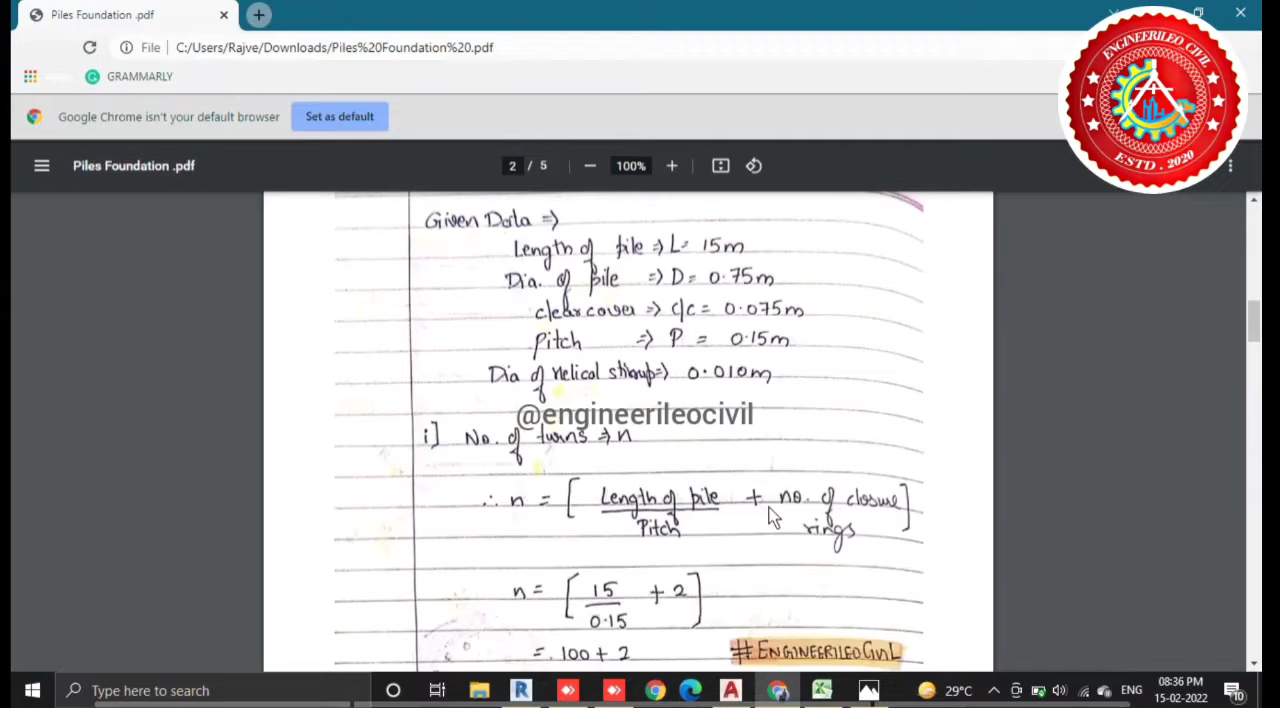 Piles Foundation .pdf
File C:/Users/Rajve/Downloads/Piles%20Foundation%20.pdf
GRAMMARLY
Google Chrome isn't your default browser Set as default
Piles Foundation .pdf 2 / 5 100%
ENGINEERILEO CIVIL
ESTD . 2020
Given Data ⇒
Length of pile ⇒ L = 15m
Dia. of pile ⇒ D = 0.75m
clear cover ⇒ c/c = 0.075m
Pitch ⇒ P = 0.15m
Dia of helical stirrup ⇒ 0.010m
@engineerileocivil
i] No. of turns ⇒ n
∴ n = [ Length of pile + no. of closure ]
Pitch rings
n = [ 15 + 2 ]
0.15
= 100 + 2 #ENGINEERILEOCIVIL
Type here to search 29°C ENG 08:36 PM
15-02-2022 10